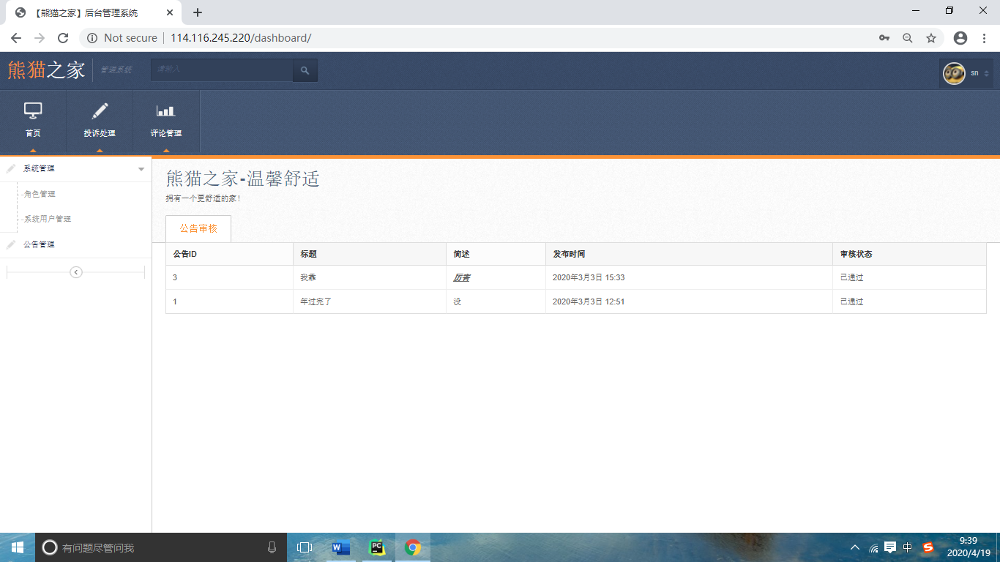 【熊猫之家】后台管理系统
Not secure
114.116.245.220/dashboard/
熊猫之家
管理系统
请输入
sn
首页
投诉处理
评论管理
系统管理
角色管理
系统用户管理
公告管理
熊猫之家-温馨舒适
拥有一个更舒适的家!
公告审核
公告ID 标题 简述 发布时间 审核状态
3 我靠 厉害 2020年3月3日 15:33 已通过
1 年过完了 没 2020年3月3日 12:51 已通过
有问题尽管问我
W
PC
中
S
9:39
2020/4/19